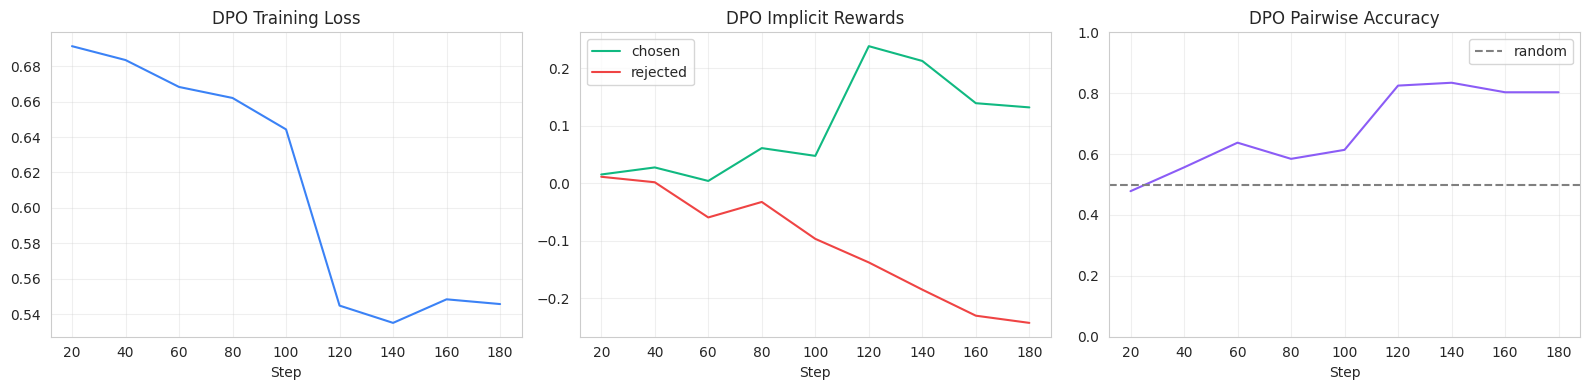 DPO Training Loss
0.68
0.66
0.64
0.62
0.60
0.58
0.56
0.54
20 40 60 80 100 120 140 160 180
Step
DPO Implicit Rewards
chosen
rejected
0.2
0.1
0.0
−0.1
−0.2
20 40 60 80 100 120 140 160 180
Step
DPO Pairwise Accuracy
random
1.0
0.8
0.6
0.4
0.2
0.0
20 40 60 80 100 120 140 160 180
Step